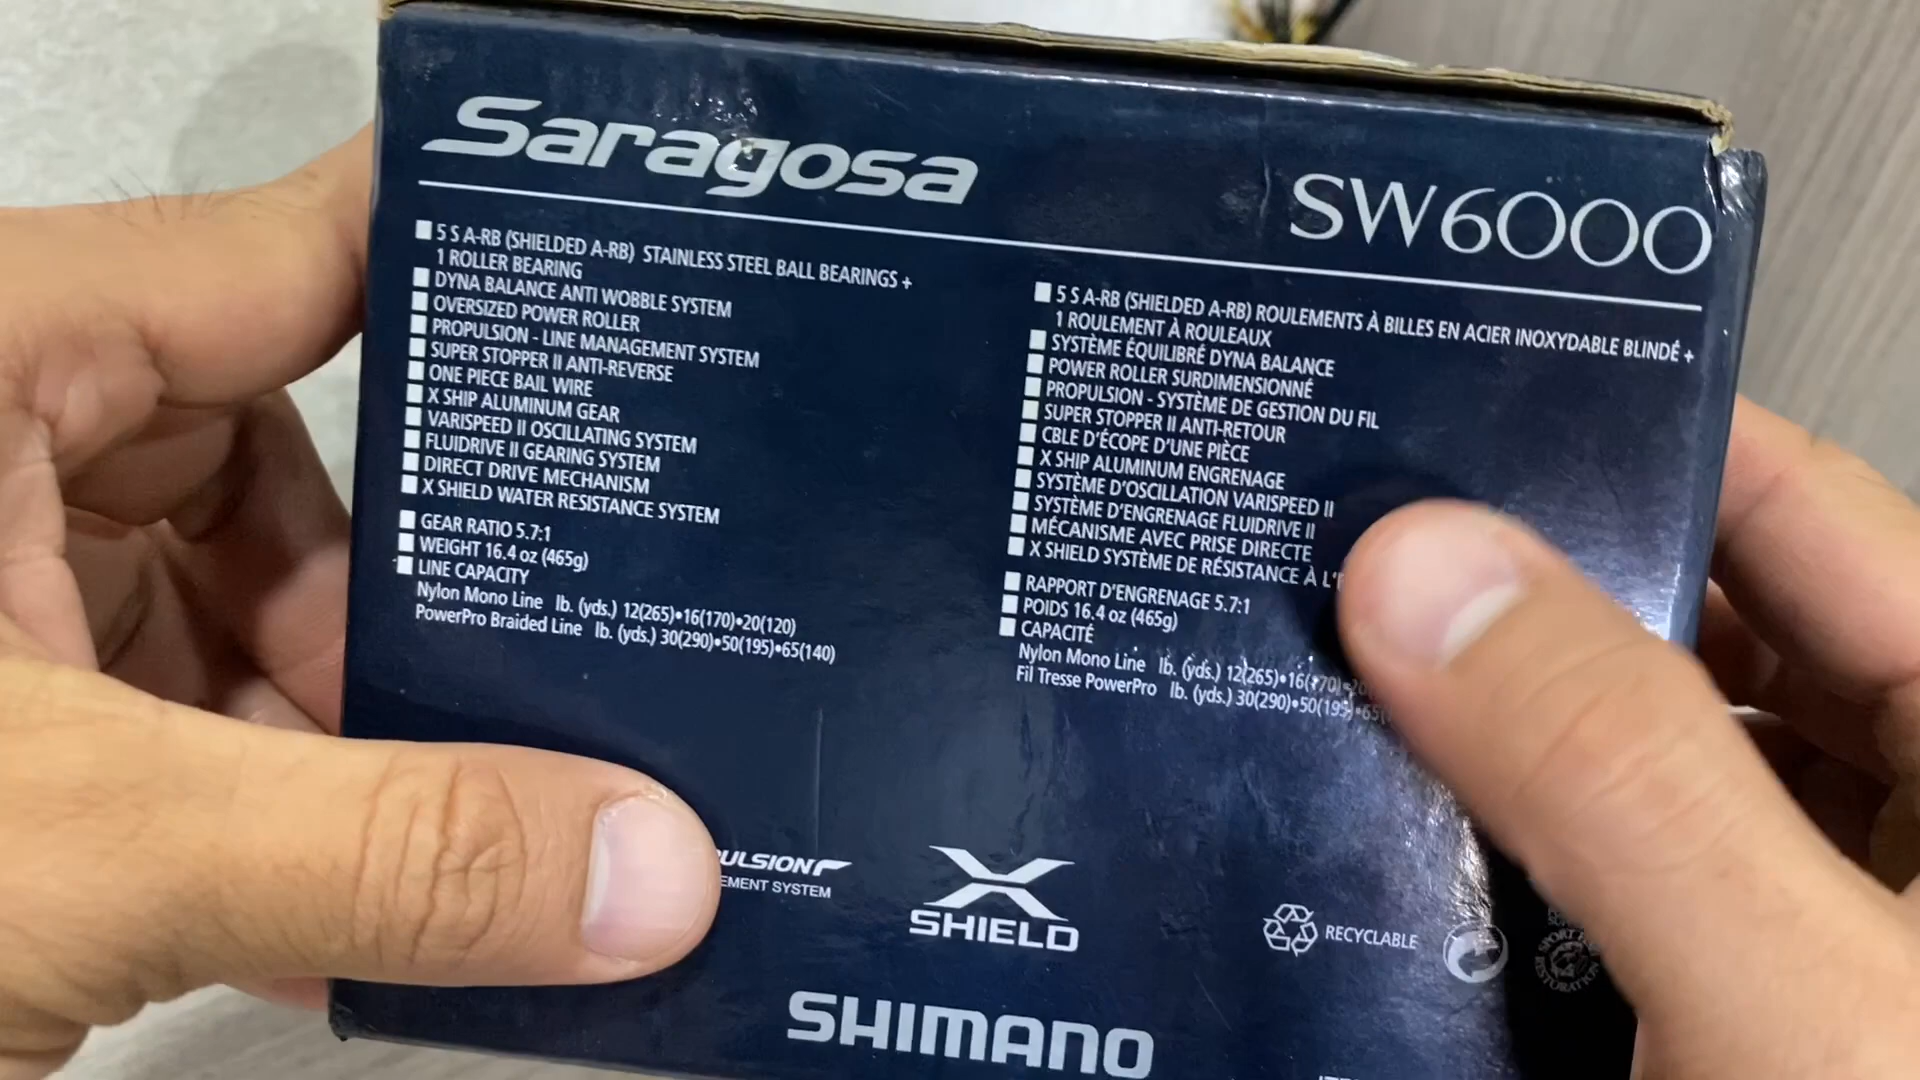 Saragosa
SW6000
5 S A-RB (SHIELDED A-RB) STAINLESS STEEL BALL BEARINGS +
1 ROLLER BEARING
DYNA BALANCE ANTI WOBBLE SYSTEM
OVERSIZED POWER ROLLER
PROPULSION - LINE MANAGEMENT SYSTEM
SUPER STOPPER II ANTI-REVERSE
ONE PIECE BAIL WIRE
X SHIP ALUMINUM GEAR
VARISPEED II OSCILLATING SYSTEM
FLUIDRIVE II GEARING SYSTEM
DIRECT DRIVE MECHANISM
X SHIELD WATER RESISTANCE SYSTEM
GEAR RATIO 5.7:1
WEIGHT 16.4 oz (465g)
LINE CAPACITY
Nylon Mono Line lb. (yds.) 12(265)•16(170)•20(120)
PowerPro Braided Line lb. (yds.) 30(290)•50(195)•65(140)
5 S A-RB (SHIELDED A-RB) ROULEMENTS À BILLES EN ACIER INOXYDABLE BLINDÉ +
1 ROULEMENT À ROULEAUX
SYSTÈME ÉQUILIBRÉ DYNA BALANCE
POWER ROLLER SURDIMENSIONNÉ
PROPULSION - SYSTÈME DE GESTION DU FIL
SUPER STOPPER II ANTI-RETOUR
CBLE D'ÉCOPE D'UNE PIÈCE
X SHIP ALUMINUM ENGRENAGE
SYSTÈME D'OSCILLATION VARISPEED II
SYSTÈME D'ENGRENAGE FLUIDRIVE II
MÉCANISME AVEC PRISE DIRECTE
X SHIELD SYSTÈME DE RÉSISTANCE À L'
RAPPORT D'ENGRENAGE 5.7:1
POIDS 16.4 oz (465g)
CAPACITÉ
Nylon Mono Line lb. (yds.) 12(265)•16(170)•20
Fil Tresse PowerPro lb. (yds.) 30(290)•50(195)•65(
ULSION
EMENT SYSTEM
X
SHIELD
RECYCLABLE
SHIMANO